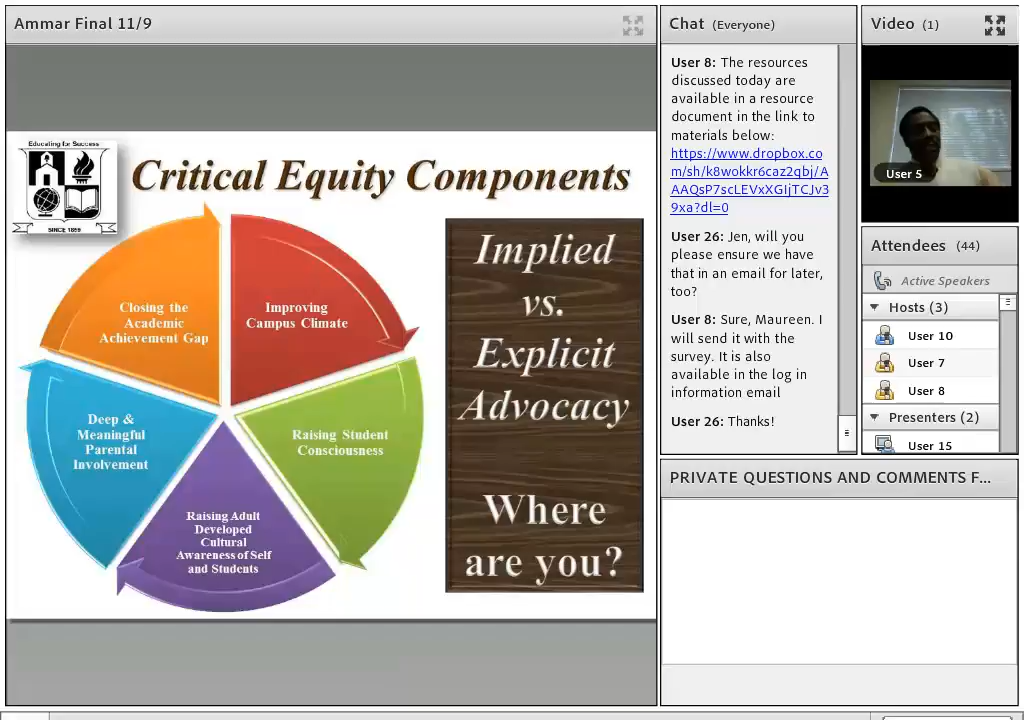 Ammar Final 11/9
Educating for Success
SINCE 1859
Critical Equity Components
Closing the
Academic
Achievement Gap
Improving
Campus Climate
Deep &
Meaningful
Parental
Involvement
Raising Student
Consciousness
Raising Adult
Developed
Cultural
Awareness of Self
and Students
Implied
vs.
Explicit
Advocacy
Where
are you?
Chat (Everyone)
User 8: The resources
discussed today are
available in a resource
document in the link to
materials below:
https://www.dropbox.co
m/sh/k8wokkr6caz2qbj/A
AAQsP7scLEVxXGIjTCJv3
9xa?dl=0
User 26: Jen, will you
please ensure we have
that in an email for later,
too?
User 8: Sure, Maureen. I
will send it with the
survey. It is also
available in the log in
information email
User 26: Thanks!
Video (1)
User 5
Attendees (44)
Active Speakers
Hosts (3)
User 10
User 7
User 8
Presenters (2)
User 15
PRIVATE QUESTIONS AND COMMENTS F...